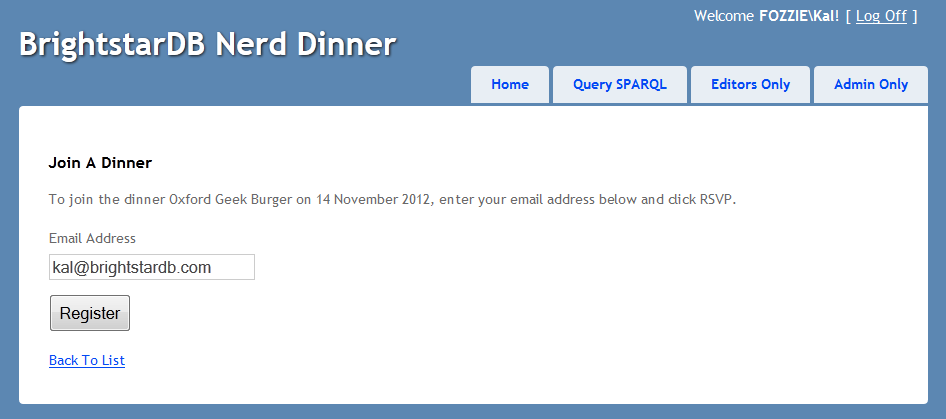 Welcome FOZZIE\Kal! [ Log Off ]
BrightstarDB Nerd Dinner
Home Query SPARQL Editors Only Admin Only
Join A Dinner
To join the dinner Oxford Geek Burger on 14 November 2012, enter your email address below and click RSVP.
Email Address
kal@brightstardb.com
Register
Back To List